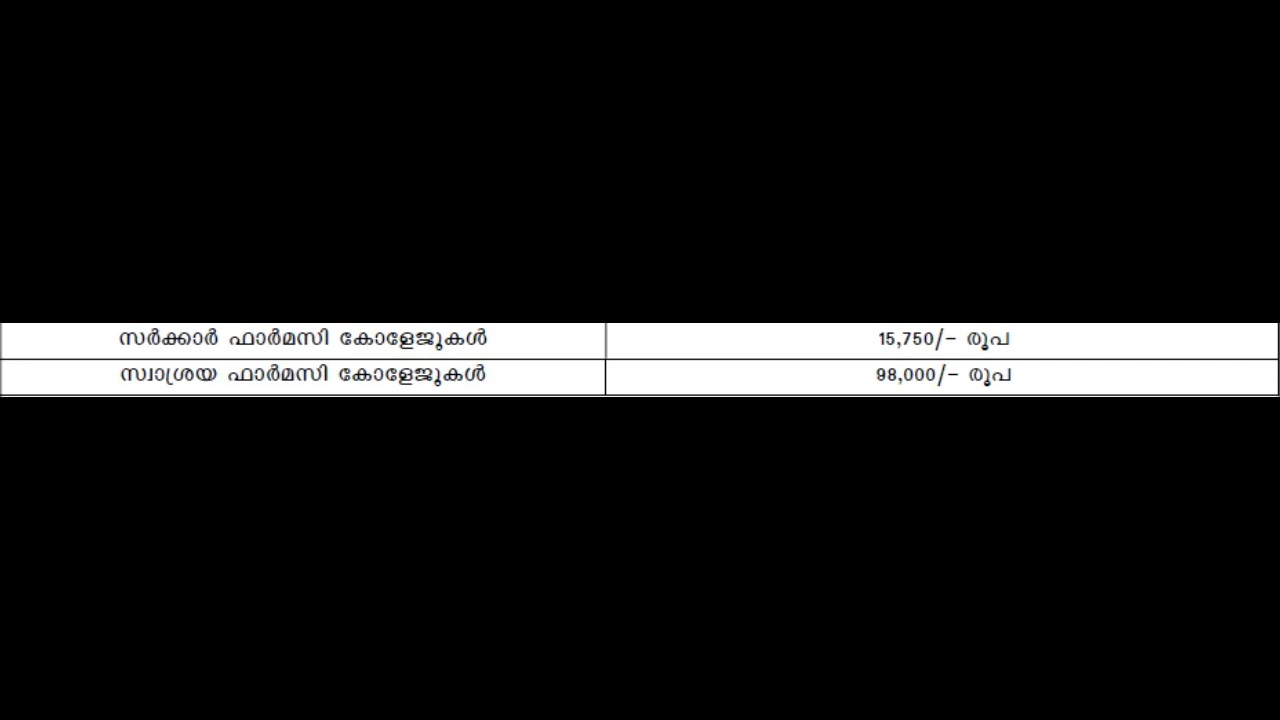 സർക്കാർ ഫാർമസി കോളേജുകൾ 15,750/- രൂപ
സ്വാശ്രയ ഫാർമസി കോളേജുകൾ 98,000/- രൂപ